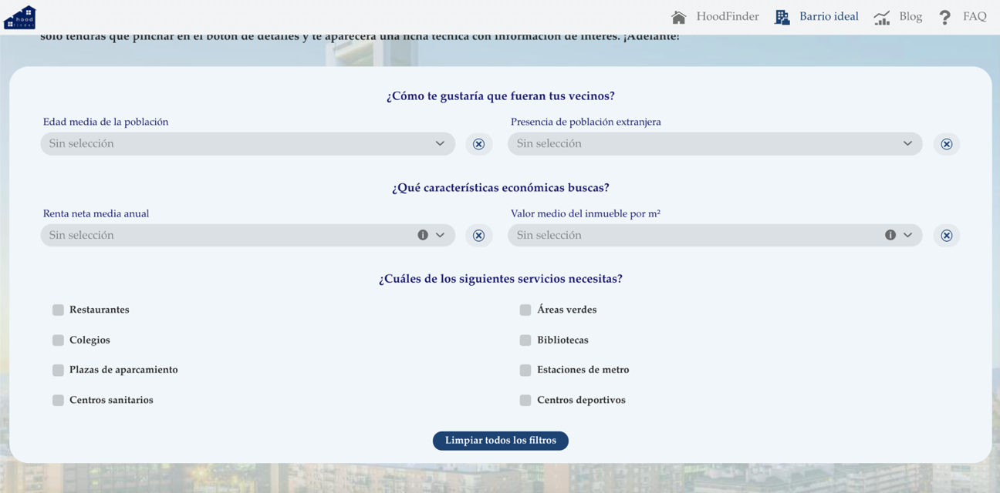 hood
finder
HoodFinder
Barrio ideal
Blog
FAQ
solo tendrás que pinchar en el botón de detalles y te aparecerá una ficha técnica con información de interés. ¡Adelante!
¿Cómo te gustaría que fueran tus vecinos?
Edad media de la población
Presencia de población extranjera
Sin selección
Sin selección
¿Qué características económicas buscas?
Renta neta media anual
Valor medio del inmueble por m²
Sin selección
Sin selección
¿Cuáles de los siguientes servicios necesitas?
Restaurantes
Áreas verdes
Colegios
Bibliotecas
Plazas de aparcamiento
Estaciones de metro
Centros sanitarios
Centros deportivos
Limpiar todos los filtros